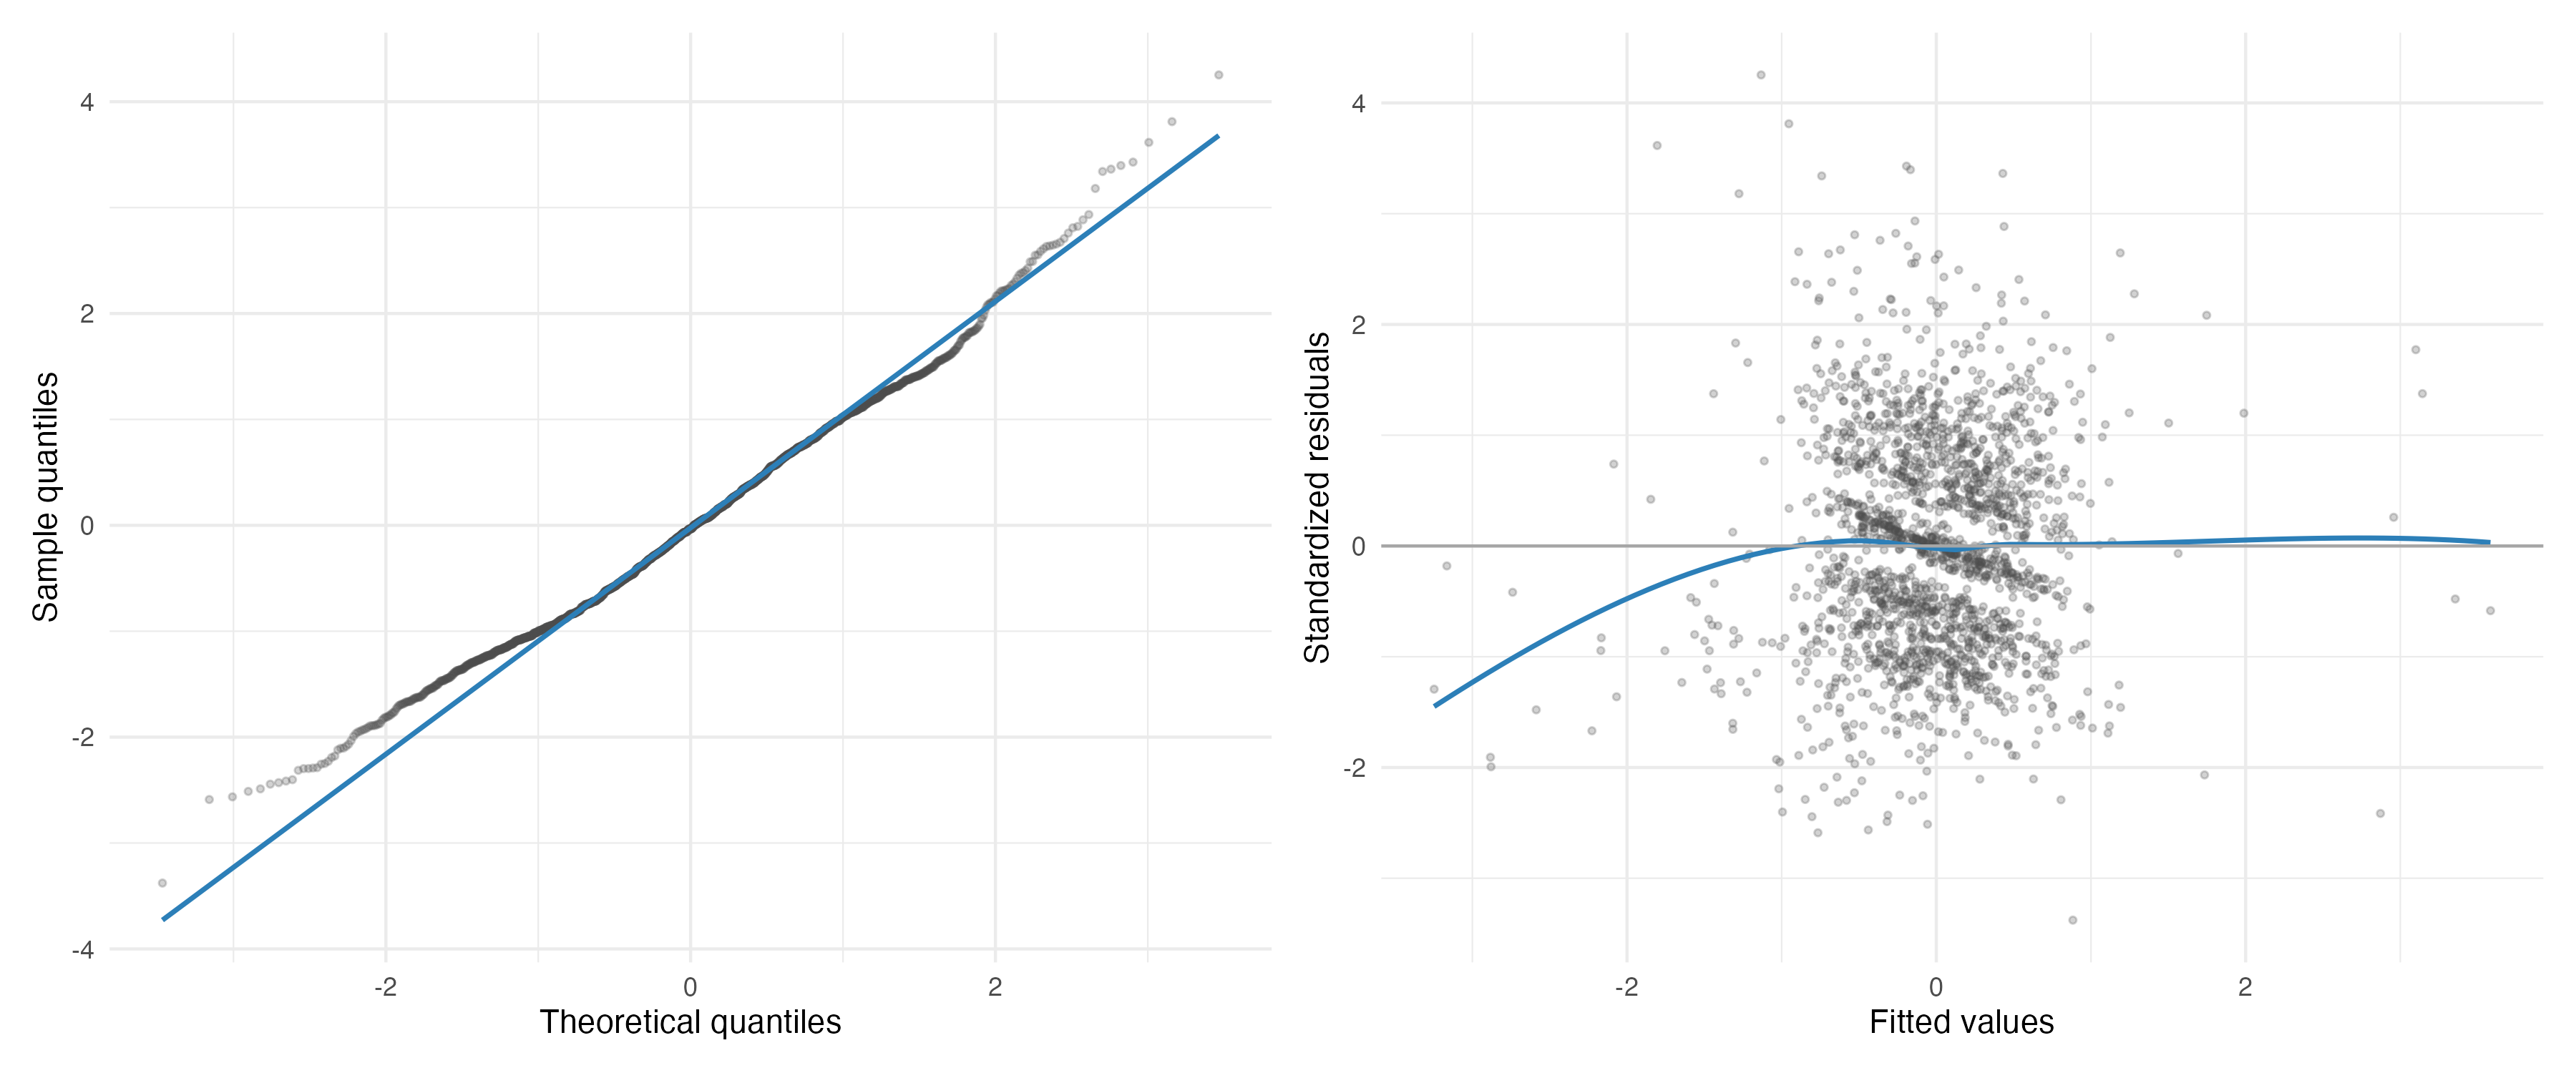 4
2
0
-2
-4
Sample quantiles
-2 0 2
Theoretical quantiles
4
2
0
-2
Standardized residuals
-2 0 2
Fitted values